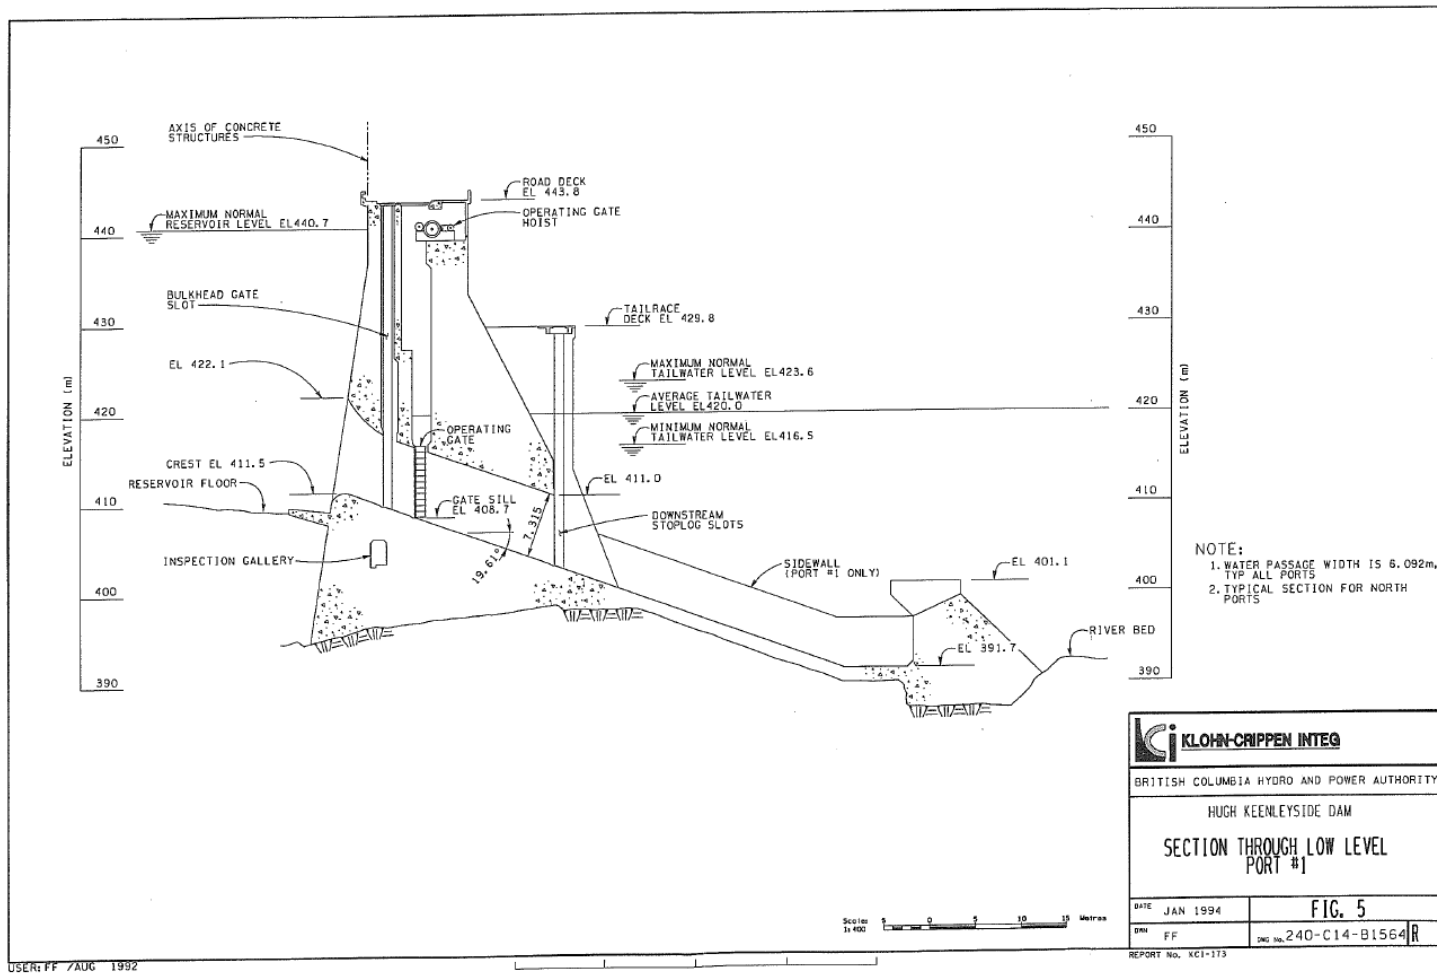 AXIS OF CONCRETE
STRUCTURES
450
450
ROAD DECK
EL 443.8
MAXIMUM NORMAL
RESERVOIR LEVEL EL440.7
OPERATING GATE
HOIST
440
440
BULKHEAD GATE
SLOT
430
430
TAILRACE
DECK EL 429.8
EL 422.1
MAXIMUM NORMAL
TAILWATER LEVEL EL423.6
ELEVATION (m)
ELEVATION (m)
AVERAGE TAILWATER
LEVEL EL420.0
420
420
OPERATING
GATE
MINIMUM NORMAL
TAILWATER LEVEL EL416.5
CREST EL 411.5
RESERVOIR FLOOR
EL 411.0
410
410
GATE SILL
EL 408.7
7.315
19.61°
DOWNSTREAM
STOPLOG SLOTS
INSPECTION GALLERY
SIDEWALL
(PORT #1 ONLY)
EL 401.1
400
400
NOTE:
1. WATER PASSAGE WIDTH IS 6.092m,
TYP ALL PORTS
2. TYPICAL SECTION FOR NORTH
PORTS
RIVER BED
EL 391.7
390
390
KCi KLOHN-CRIPPEN INTEG
BRITISH COLUMBIA HYDRO AND POWER AUTHORITY
HUGH KEENLEYSIDE DAM
SECTION THROUGH LOW LEVEL
PORT #1
DATE JAN 1994
FIG. 5
DWN FF
DWG No. 240-C14-B1564 R
REPORT No. KCI-173
Scale:
1:400
5 0 5 10 15 Metres
USER: FF /AUG 1992